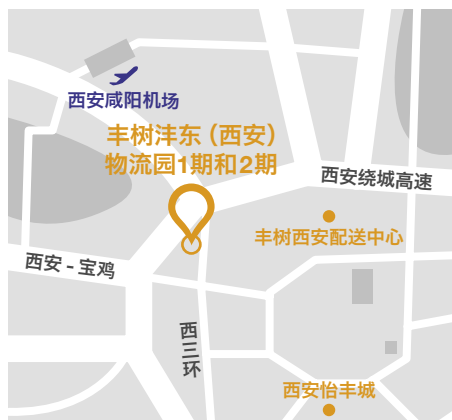 西安咸阳机场
丰树沣东（西安）
物流园1期和2期
西安绕城高速
丰树西安配送中心
西安 - 宝鸡
西三环
西安怡丰城